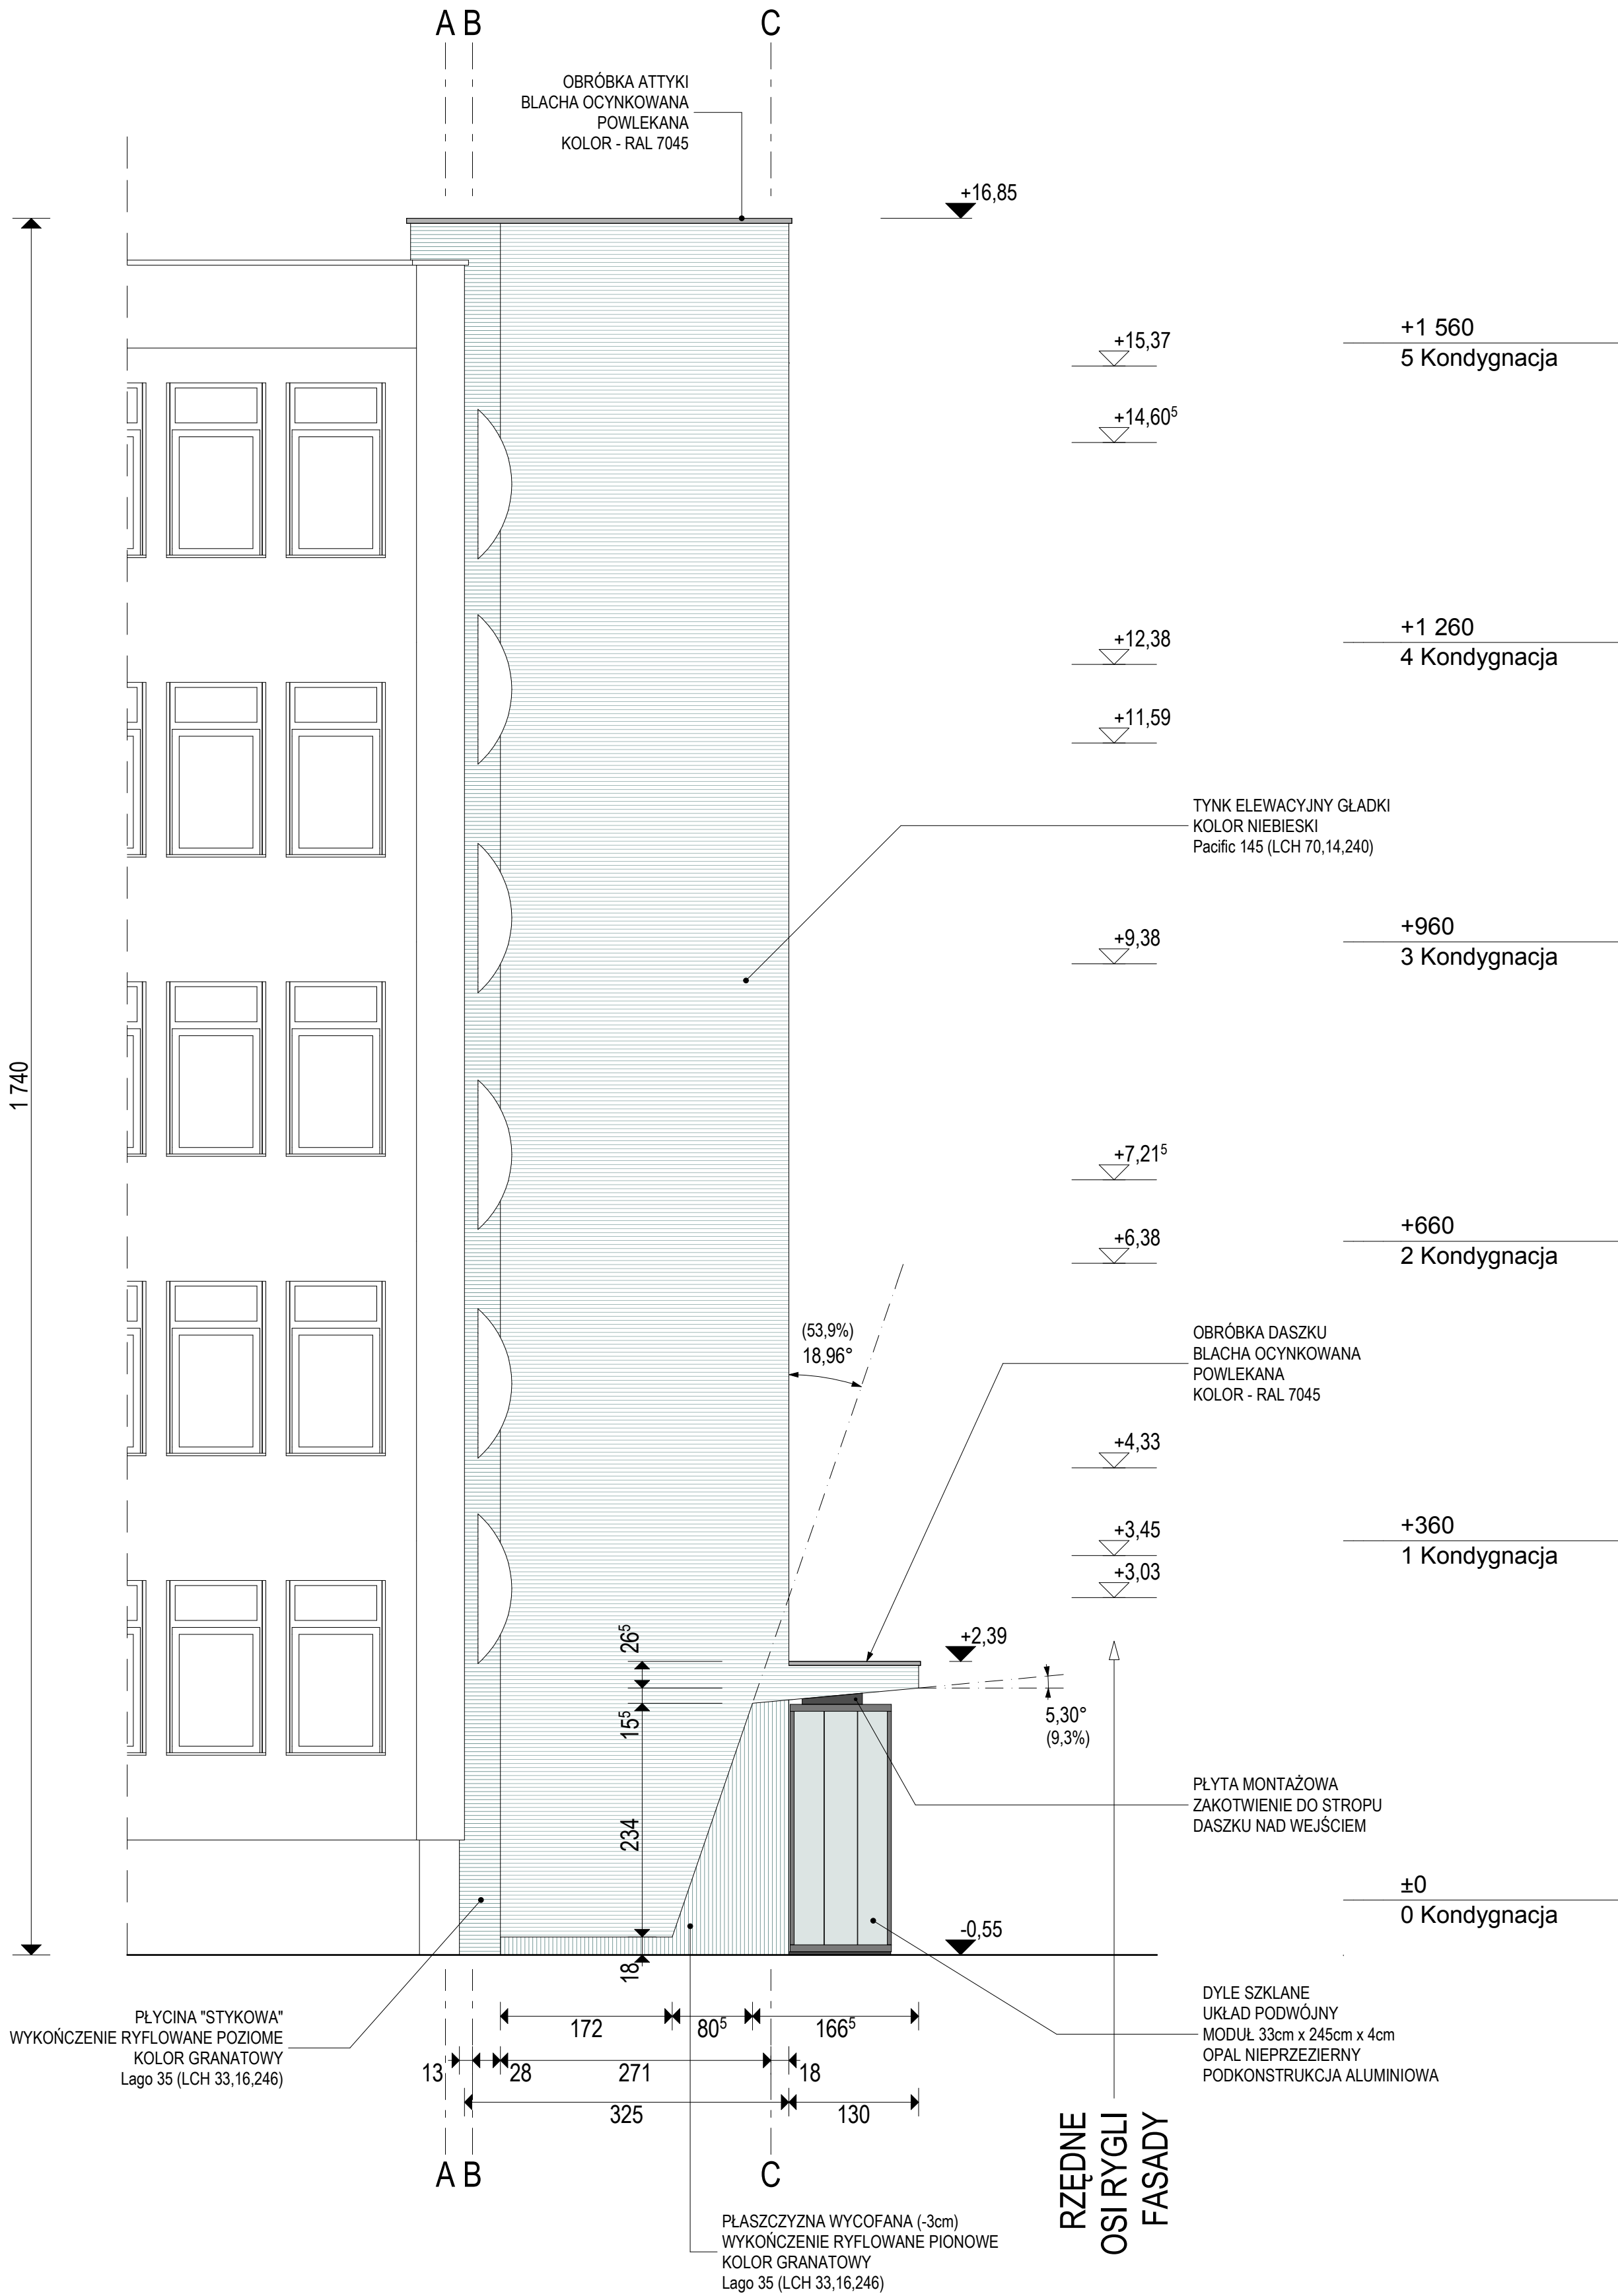 A B C
OBRÓBKA ATTYKI
BLACHA OCYNKOWANA
POWLEKANA
KOLOR - RAL 7045
+16,85
+15,37
+1 560
5 Kondygnacja
+14,60⁵
+12,38
+1 260
4 Kondygnacja
+11,59
TYNK ELEWACYJNY GŁADKI
KOLOR NIEBIESKI
Pacific 145 (LCH 70,14,240)
+9,38
+960
3 Kondygnacja
1 740
+7,21⁵
+6,38
+660
2 Kondygnacja
(53,9%)
18,96°
OBRÓBKA DASZKU
BLACHA OCYNKOWANA
POWLEKANA
KOLOR - RAL 7045
+4,33
+3,45
+360
1 Kondygnacja
+3,03
+2,39
26⁵
15⁵
234
18
5,30°
(9,3%)
PŁYTA MONTAŻOWA
ZAKOTWIENIE DO STROPU
DASZKU NAD WEJŚCIEM
±0
0 Kondygnacja
-0,55
DYLE SZKLANE
UKŁAD PODWÓJNY
MODUŁ 33cm x 245cm x 4cm
OPAL NIEPRZEZIERNY
PODKONSTRUKCJA ALUMINIOWA
PŁYCINA "STYKOWA"
WYKOŃCZENIE RYFLOWANE POZIOME
KOLOR GRANATOWY
Lago 35 (LCH 33,16,246)
172 80⁵ 166⁵
13 28 271 18
325 130
A B C
RZĘDNE
OSI RYGLI
FASADY
PŁASZCZYZNA WYCOFANA (-3cm)
WYKOŃCZENIE RYFLOWANE PIONOWE
KOLOR GRANATOWY
Lago 35 (LCH 33,16,246)